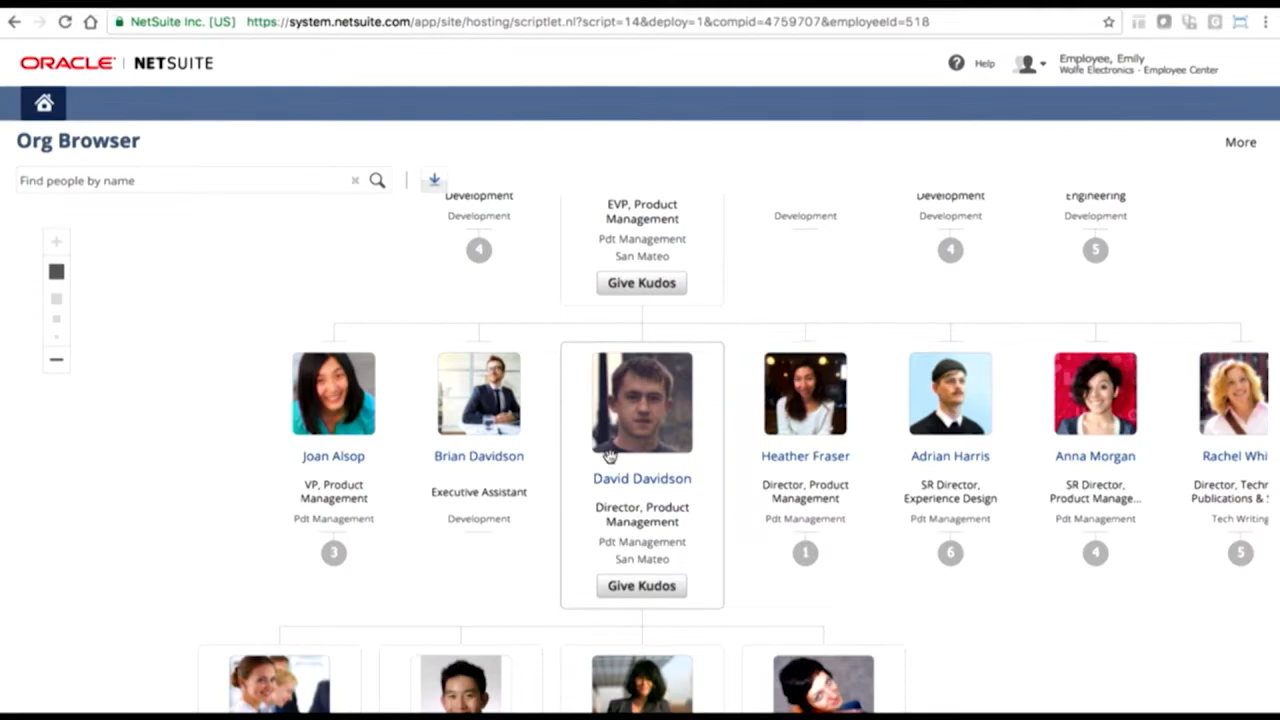 NetSuite Inc. [US] https://system.netsuite.com/app/site/hosting/scriptlet.nl?script=14&deploy=1&compid=4759707&employeeId=518
ORACLE | NETSUITE
Help
Employee, Emily
Wolfe Electronics - Employee Center
Org Browser
More
Find people by name
Development
Development
4
EVP, Product
Management
Pdt Management
San Mateo
Give Kudos
Development
Development
Development
4
Engineering
Development
5
Joan Alsop
VP, Product
Management
Pdt Management
3
Brian Davidson
Executive Assistant
Development
David Davidson
Director, Product
Management
Pdt Management
San Mateo
Give Kudos
Heather Fraser
Director, Product
Management
Pdt Management
1
Adrian Harris
SR Director,
Experience Design
Pdt Management
6
Anna Morgan
SR Director,
Product Manage...
Pdt Management
4
Rachel Whi
Director, Techr
Publications &
Tech Writing
5